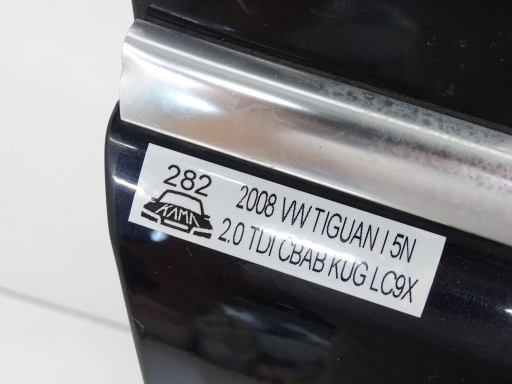 282
KAMA
2008 VW TIGUAN I 5N
2.0 TDI CBAB KUG LC9X